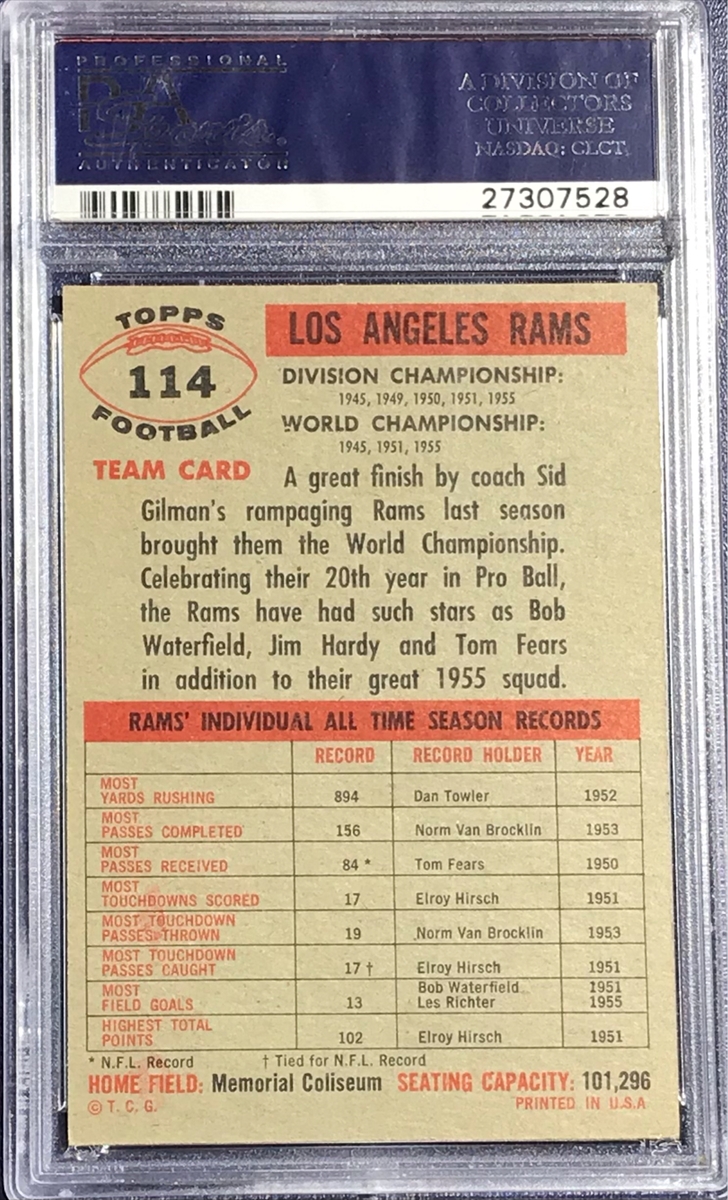 PROFESSIONAL
PSA
Sports
AUTHENTICATOR
A DIVISION OF
COLLECTORS
UNIVERSE
NASDAQ: CLCT
27307528
TOPPS
114
FOOTBALL
LOS ANGELES RAMS
DIVISION CHAMPIONSHIP:
1945, 1949, 1950, 1951, 1955
WORLD CHAMPIONSHIP:
1945, 1951, 1955
TEAM CARD A great finish by coach Sid
Gilman's rampaging Rams last season
brought them the World Championship.
Celebrating their 20th year in Pro Ball,
the Rams have had such stars as Bob
Waterfield, Jim Hardy and Tom Fears
in addition to their great 1955 squad.
RAMS' INDIVIDUAL ALL TIME SEASON RECORDS
RECORD RECORD HOLDER YEAR
MOST
YARDS RUSHING 894 Dan Towler 1952
MOST
PASSES COMPLETED 156 Norm Van Brocklin 1953
MOST
PASSES RECEIVED 84 * Tom Fears 1950
MOST
TOUCHDOWNS SCORED 17 Elroy Hirsch 1951
MOST TOUCHDOWN
PASSES THROWN 19 Norm Van Brocklin 1953
MOST TOUCHDOWN
PASSES CAUGHT 17 † Elroy Hirsch 1951
MOST Bob Waterfield 1951
FIELD GOALS 13 Les Richter 1955
HIGHEST TOTAL
POINTS 102 Elroy Hirsch 1951
* N.F.L. Record † Tied for N.F.L. Record
HOME FIELD: Memorial Coliseum SEATING CAPACITY: 101,296
© T. C. G. PRINTED IN U.S.A